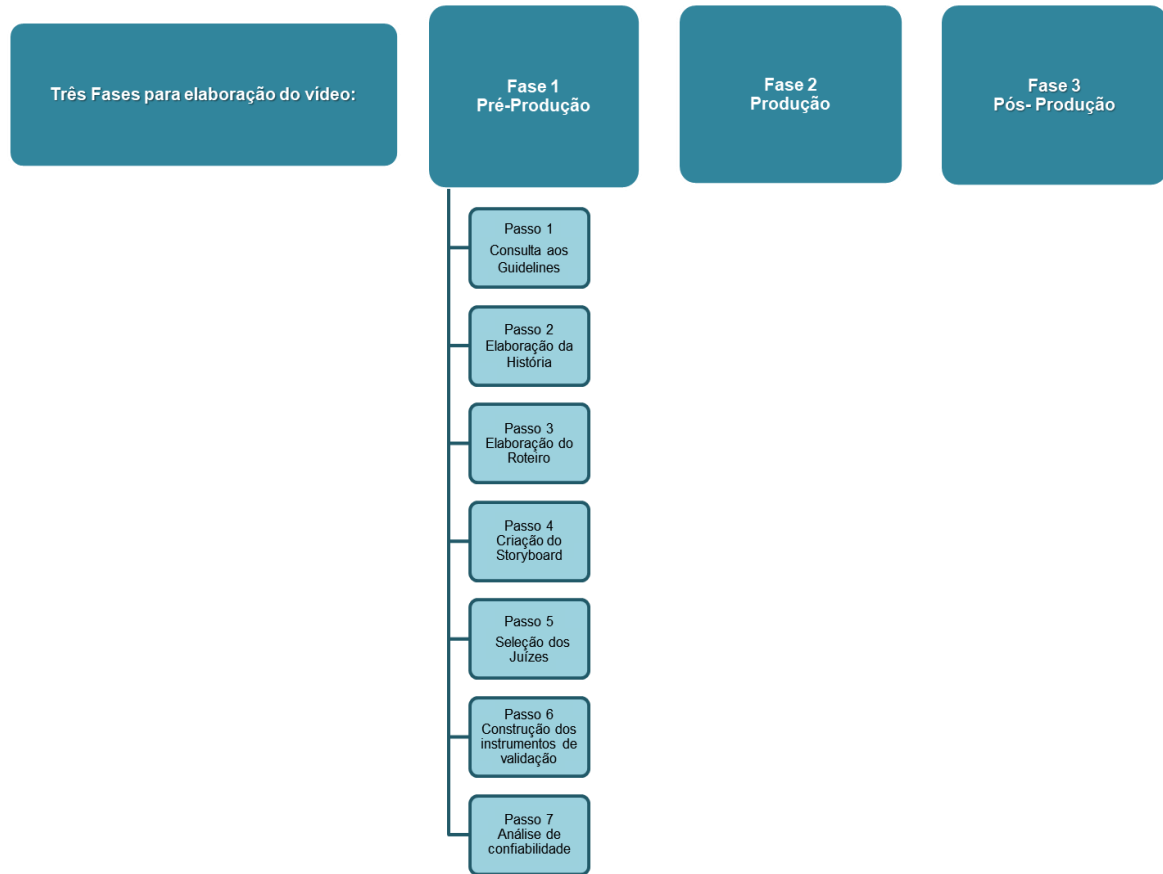 Três Fases para elaboração do vídeo:
Fase 1
Pré-Produção
Fase 2
Produção
Fase 3
Pós- Produção
Passo 1
Consulta aos
Guidelines
Passo 2
Elaboração da
História
Passo 3
Elaboração do
Roteiro
Passo 4
Criação do
Storyboard
Passo 5
Seleção dos
Juízes
Passo 6
Construção dos
instrumentos de
validação
Passo 7
Análise de
confiabilidade